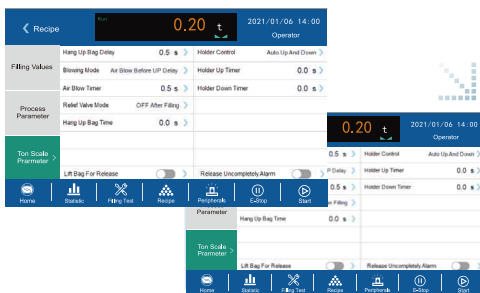 Recipe
Run
0.20 t
2021/01/06 14:00
Operator
Filling Values
Process
Parameter
Ton Scale
Prarmeter
Hang Up Bag Delay 0.5 s
Holder Control Auto Up And Down
Blowing Mode Air Blow Before UP Delay
Holder Up Timer 0.0 s
Air Blow Timer 0.5 s
Holder Down Timer 0.0 s
Relief Valve Mode OFF After Filling
Hang Up Bag Time 0.0 s
Lift Bag For Release
Release Uncompletely Alarm
Home
Statistic
Filling Test
Recipe
Peripherals
E-Stop
Start
0.20 t
2021/01/06 14:00
Operator
0.5 s
Holder Control Auto Up And Down
P Delay
Holder Up Timer 0.0 s
0.5 s
Holder Down Timer 0.0 s
er Filling
Parameter
Hang Up Bag Time 0.0 s
Ton Scale
Prarmeter
Lift Bag For Release
Release Uncompletely Alarm
Home
Statistic
Filling Test
Recipe
Peripherals
E-Stop
Start